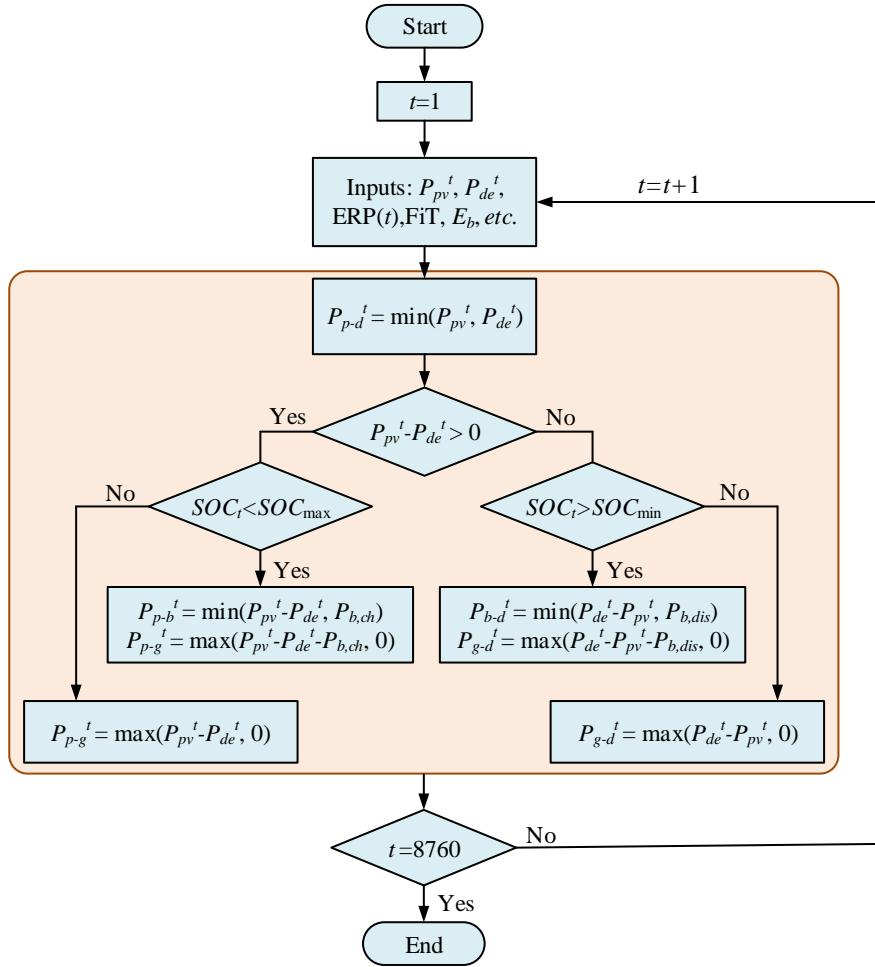 Start
t=1
Inputs: P_pv^t, P_de^t,
ERP(t),FiT, E_b, etc.
t=t+1
P_p-d^t = min(P_pv^t, P_de^t)
Yes
P_pv^t-P_de^t > 0
No
No
SOC_t<SOC_max
SOC_t>SOC_min
No
Yes
Yes
P_p-b^t = min(P_pv^t-P_de^t, P_b,ch)
P_p-g^t = max(P_pv^t-P_de^t-P_b,ch, 0)
P_b-d^t = min(P_de^t-P_pv^t, P_b,dis)
P_g-d^t = max(P_de^t-P_pv^t-P_b,dis, 0)
P_p-g^t = max(P_pv^t-P_de^t, 0)
P_g-d^t = max(P_de^t-P_pv^t, 0)
t=8760
No
Yes
End